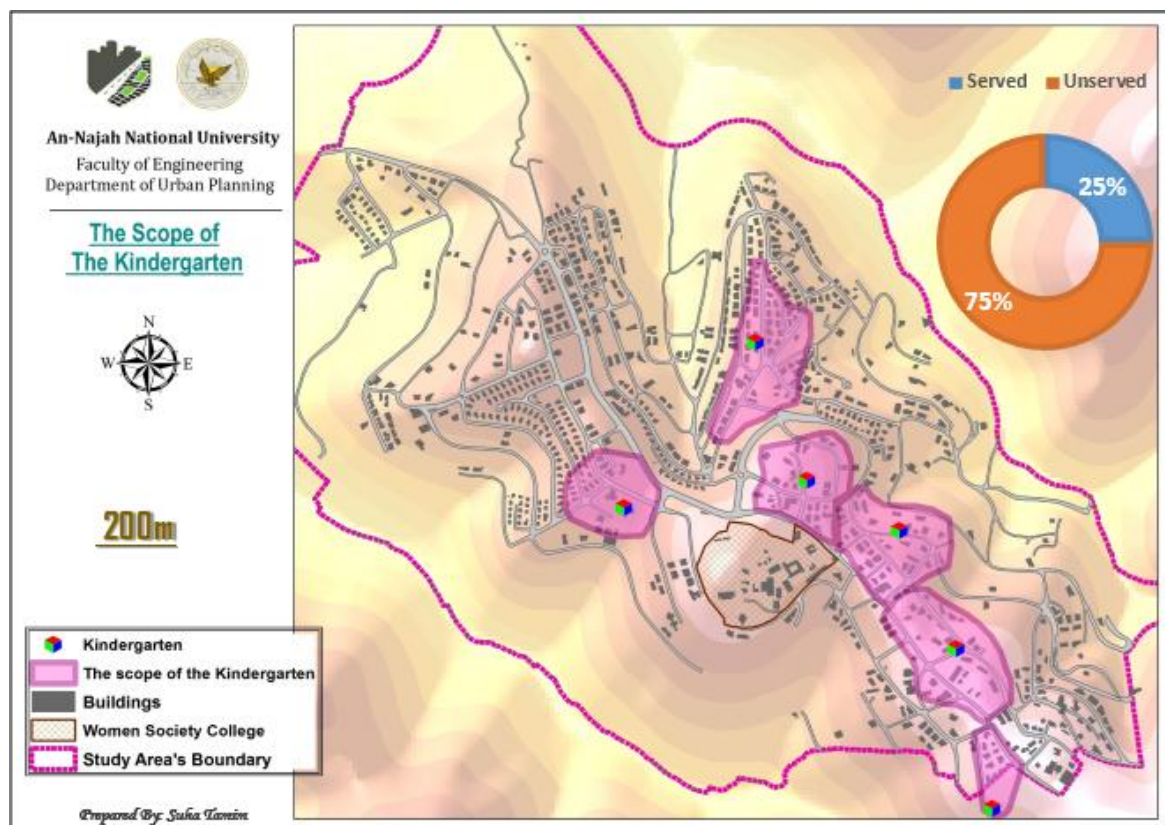 An-Najah National University
Faculty of Engineering
Department of Urban Planning
The Scope of
The Kindergarten
N
W
E
S
200m
Kindergarten
The scope of the Kindergarten
Buildings
Women Society College
Study Area's Boundary
Prepared By: Suha Tamim
Served
Unserved
25%
75%